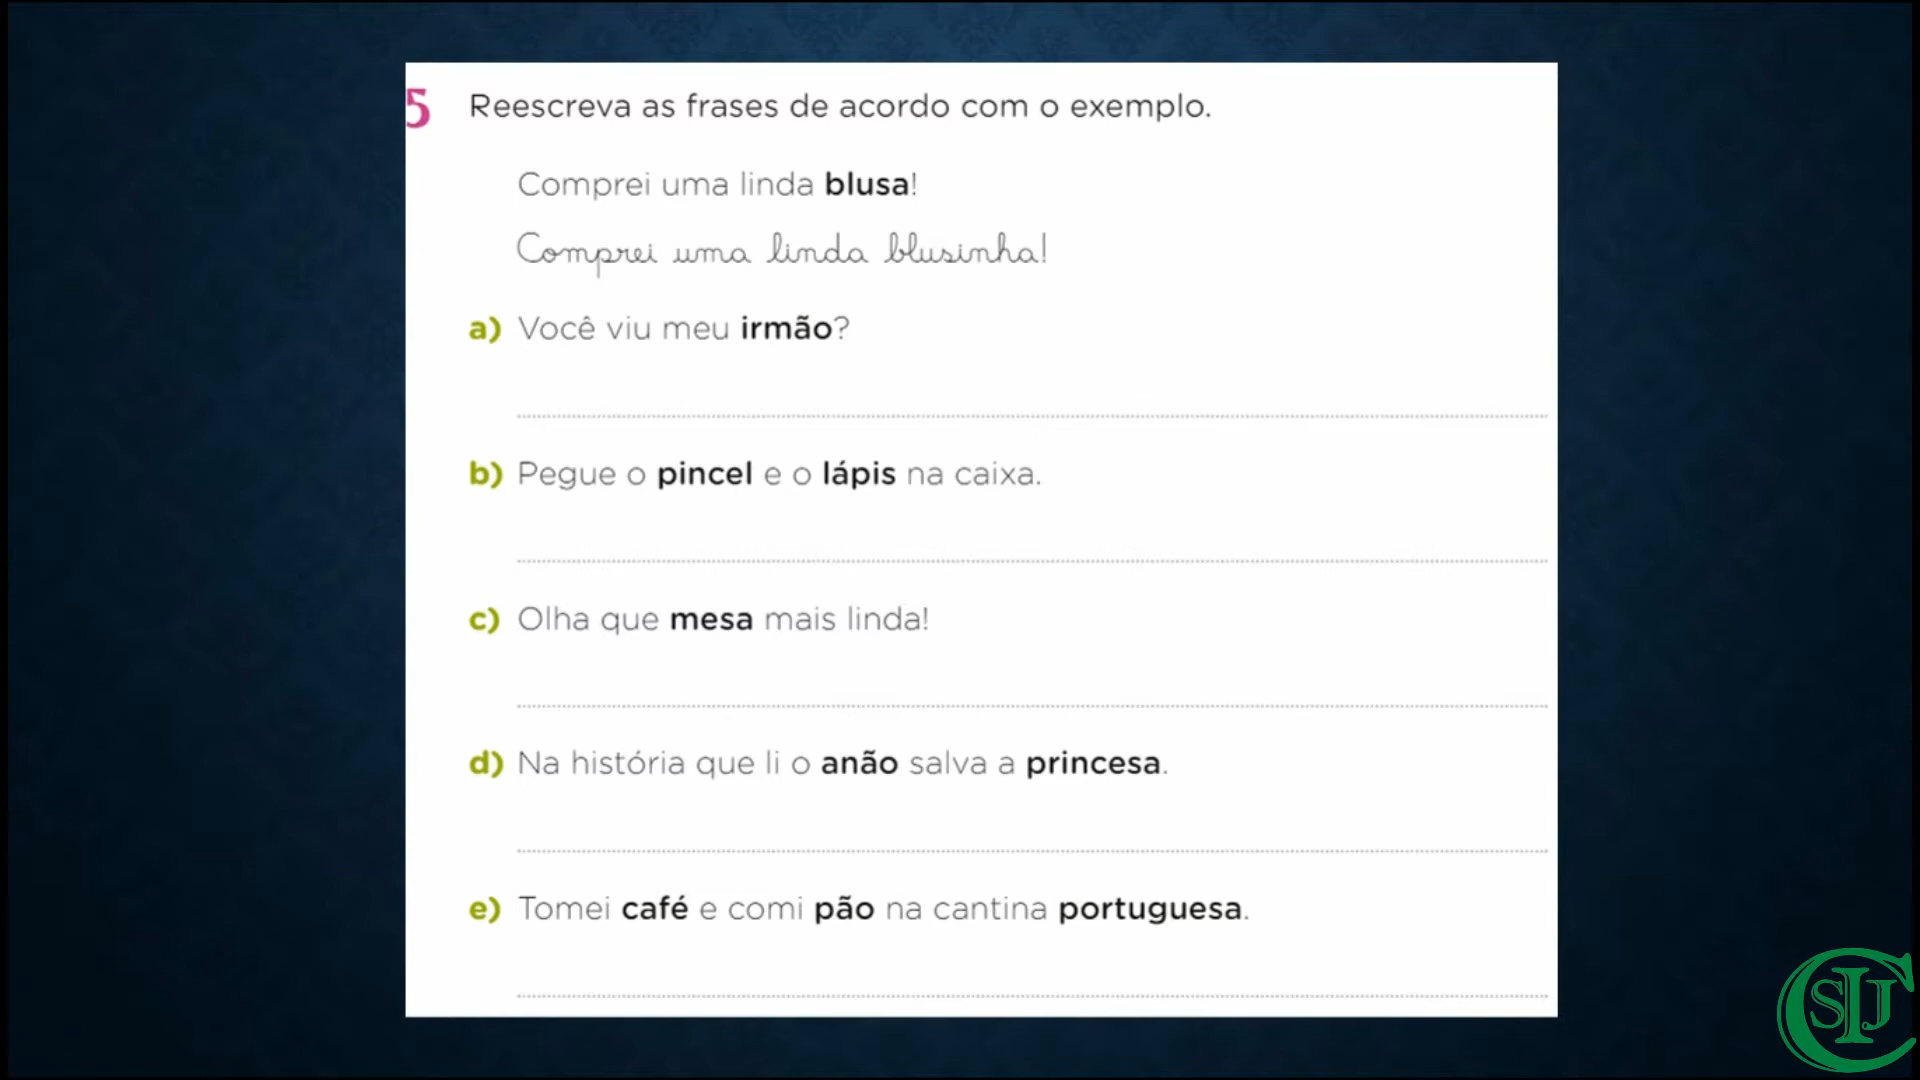 5 Reescreva as frases de acordo com o exemplo.
Comprei uma linda blusa!
Comprei uma linda blusinha!
a) Você viu meu irmão?
b) Pegue o pincel e o lápis na caixa.
c) Olha que mesa mais linda!
d) Na história que li o anão salva a princesa.
e) Tomei café e comi pão na cantina portuguesa.